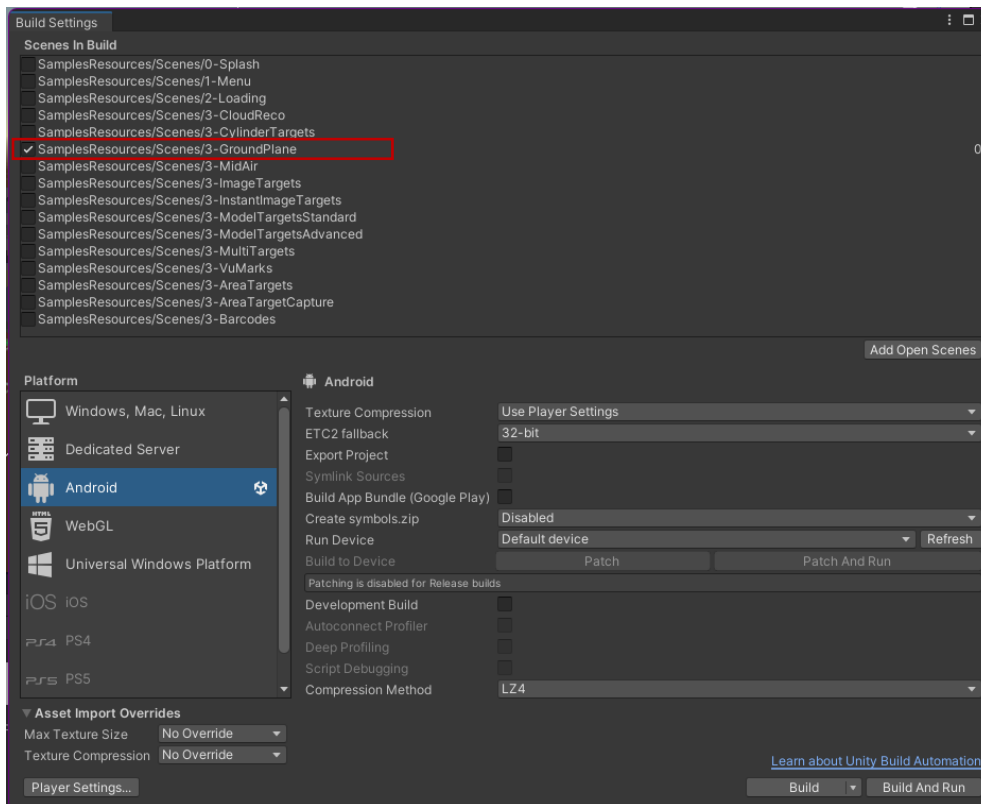 Build Settings
Scenes In Build
SamplesResources/Scenes/0-Splash
SamplesResources/Scenes/1-Menu
SamplesResources/Scenes/2-Loading
SamplesResources/Scenes/3-CloudReco
SamplesResources/Scenes/3-CylinderTargets
SamplesResources/Scenes/3-GroundPlane 0
SamplesResources/Scenes/3-MidAir
SamplesResources/Scenes/3-ImageTargets
SamplesResources/Scenes/3-InstantImageTargets
SamplesResources/Scenes/3-ModelTargetsStandard
SamplesResources/Scenes/3-ModelTargetsAdvanced
SamplesResources/Scenes/3-MultiTargets
SamplesResources/Scenes/3-VuMarks
SamplesResources/Scenes/3-AreaTargets
SamplesResources/Scenes/3-AreaTargetCapture
SamplesResources/Scenes/3-Barcodes
Add Open Scenes
Platform
Windows, Mac, Linux
Dedicated Server
Android
HTML 5 WebGL
Universal Windows Platform
iOS iOS
PS4 PS4
PS5 PS5
Android
Texture Compression Use Player Settings
ETC2 fallback 32-bit
Export Project
Symlink Sources
Build App Bundle (Google Play)
Create symbols.zip Disabled
Run Device Default device Refresh
Build to Device Patch Patch And Run
Patching is disabled for Release builds
Development Build
Autoconnect Profiler
Deep Profiling
Script Debugging
Compression Method LZ4
Asset Import Overrides
Max Texture Size No Override
Texture Compression No Override
Learn about Unity Build Automation
Player Settings... Build Build And Run